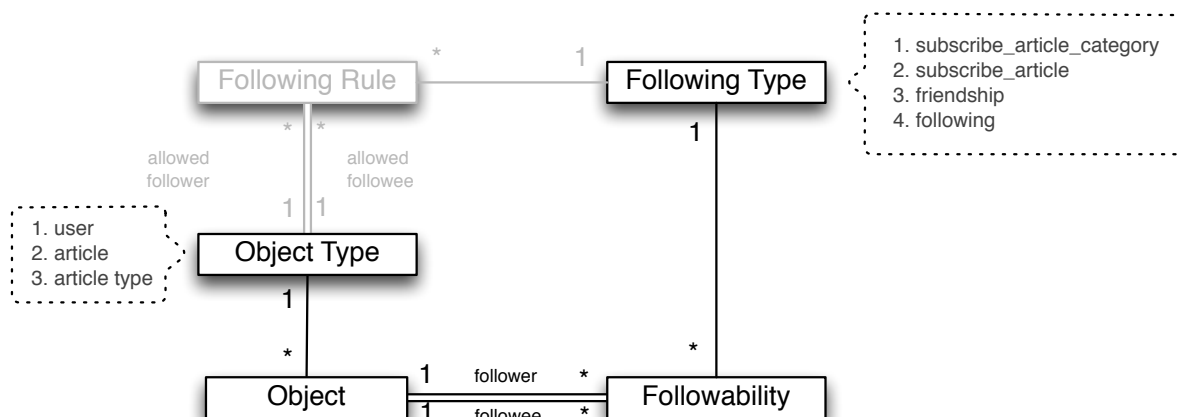 * 1
Following Rule
Following Type
1. subscribe_article_category
2. subscribe_article
3. friendship
4. following
* *
1
allowed
follower
allowed
followee
1 1
1. user
2. article
3. article type
Object Type
1
*
*
Object
1 follower *
Followability
1 followee *